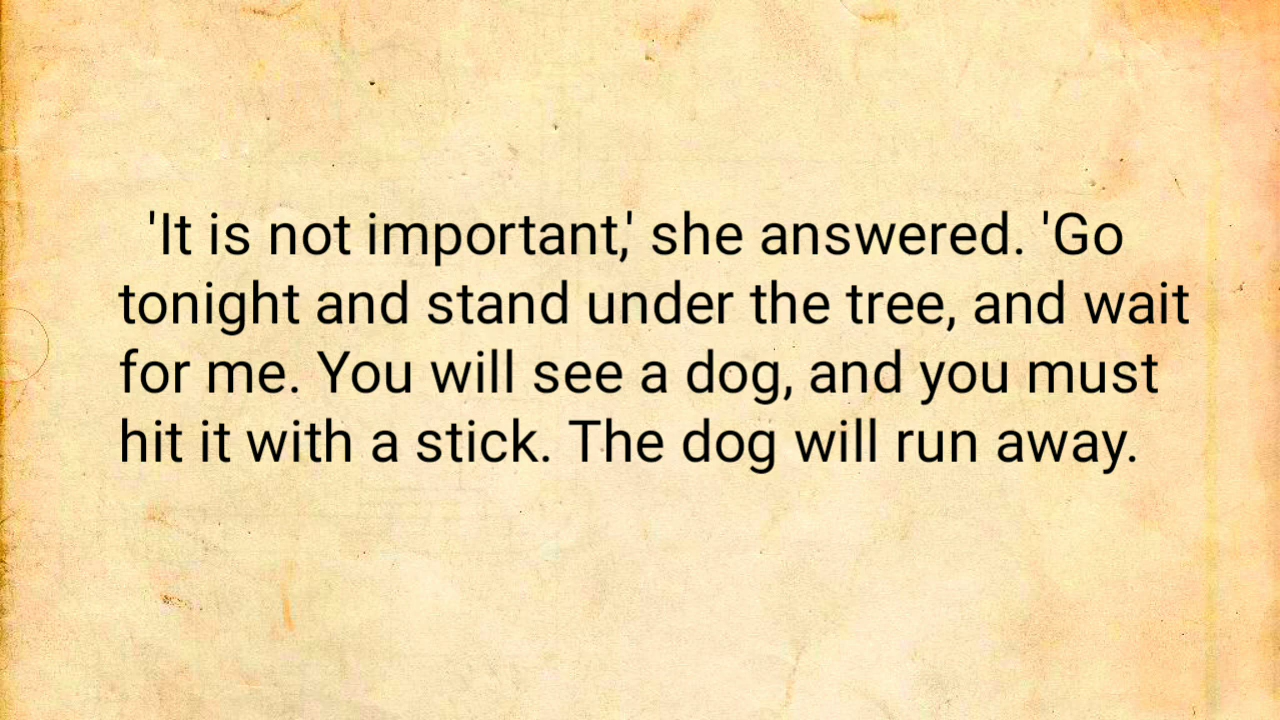 'It is not important,' she answered. 'Go
tonight and stand under the tree, and wait
for me. You will see a dog, and you must
hit it with a stick. The dog will run away.